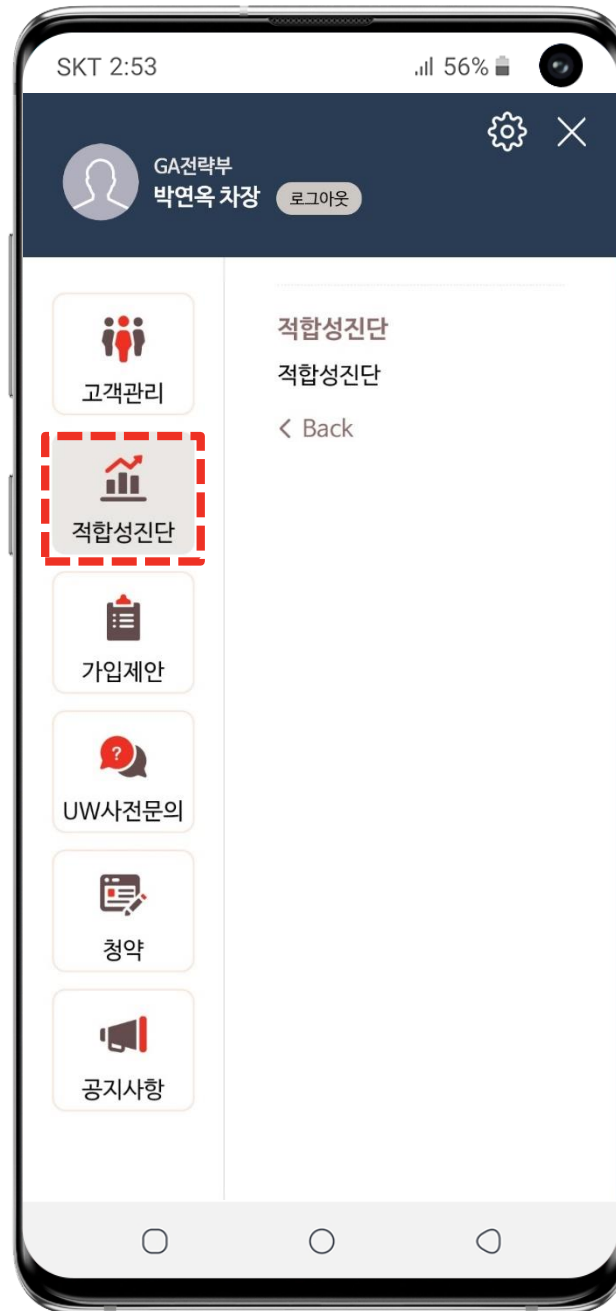 SKT 2:53
56%
GA전략부
박연옥 차장
로그아웃
고객관리
적합성진단
가입제안
?
UW사전문의
청약
공지사항
적합성진단
적합성진단
< Back